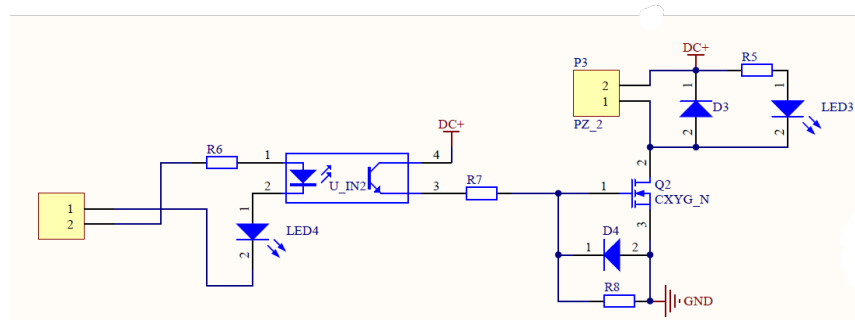 DC+
P3
R5
2
1
1
1
D3
LED3
PZ_2
2
2
DC+
R6
1
4
U_IN2
R7
2
3
2
1
Q2
CXYG_N
3
1
2
1
LED4
2
D4
1
2
R8
GND